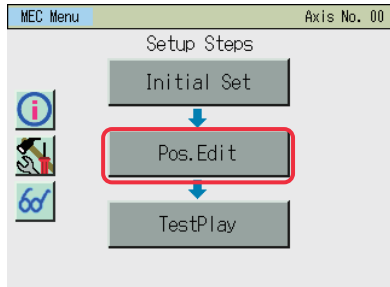 MEC Menu
Axis No. 00
Setup Steps
Initial Set
Pos.Edit
TestPlay